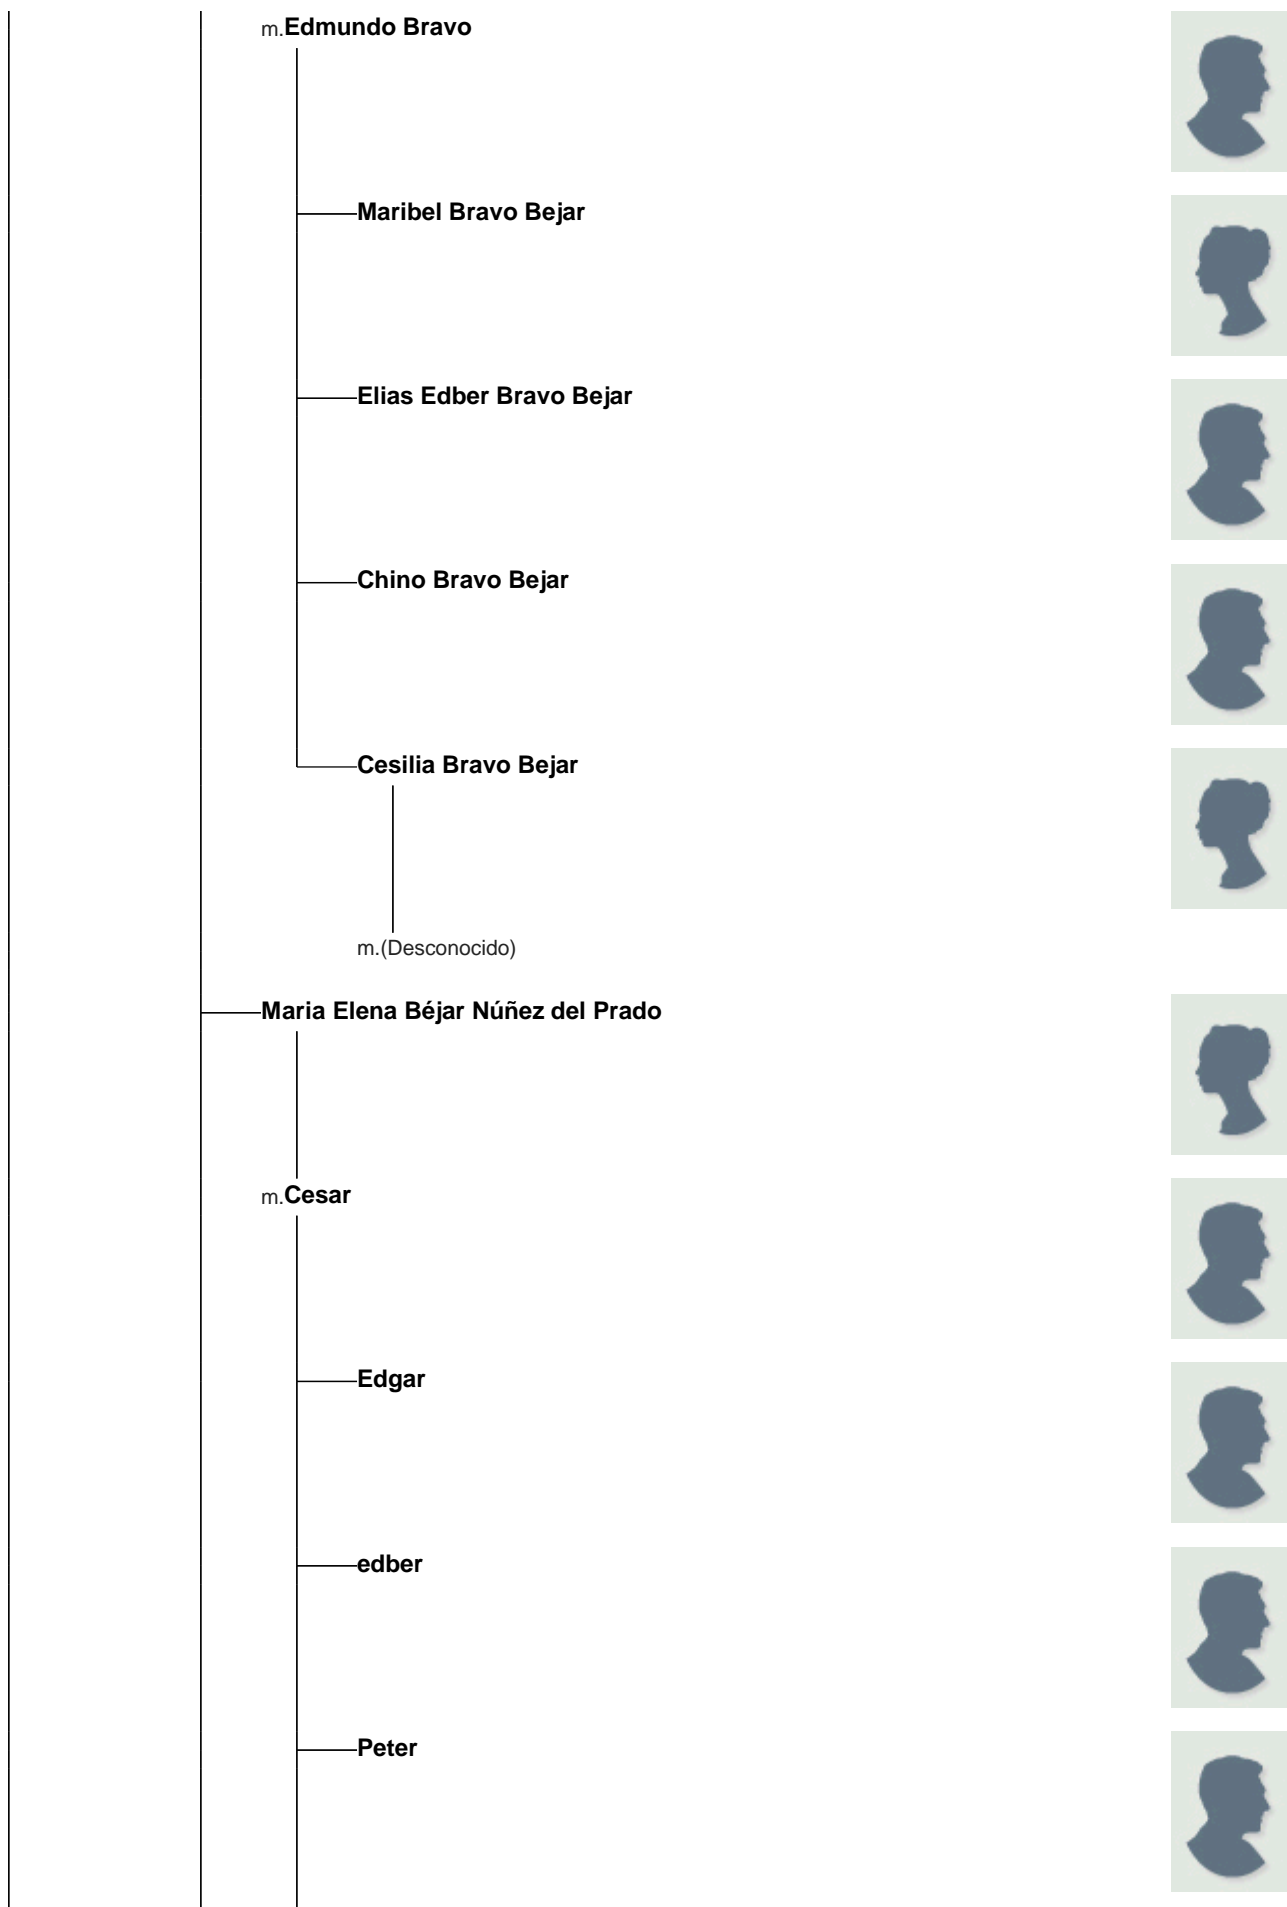 m.Edmundo Bravo
Maribel Bravo Bejar
Elias Edber Bravo Bejar
Chino Bravo Bejar
Cesilia Bravo Bejar
m.(Desconocido)
Maria Elena Béjar Núñez del Prado
m.Cesar
Edgar
edber
Peter